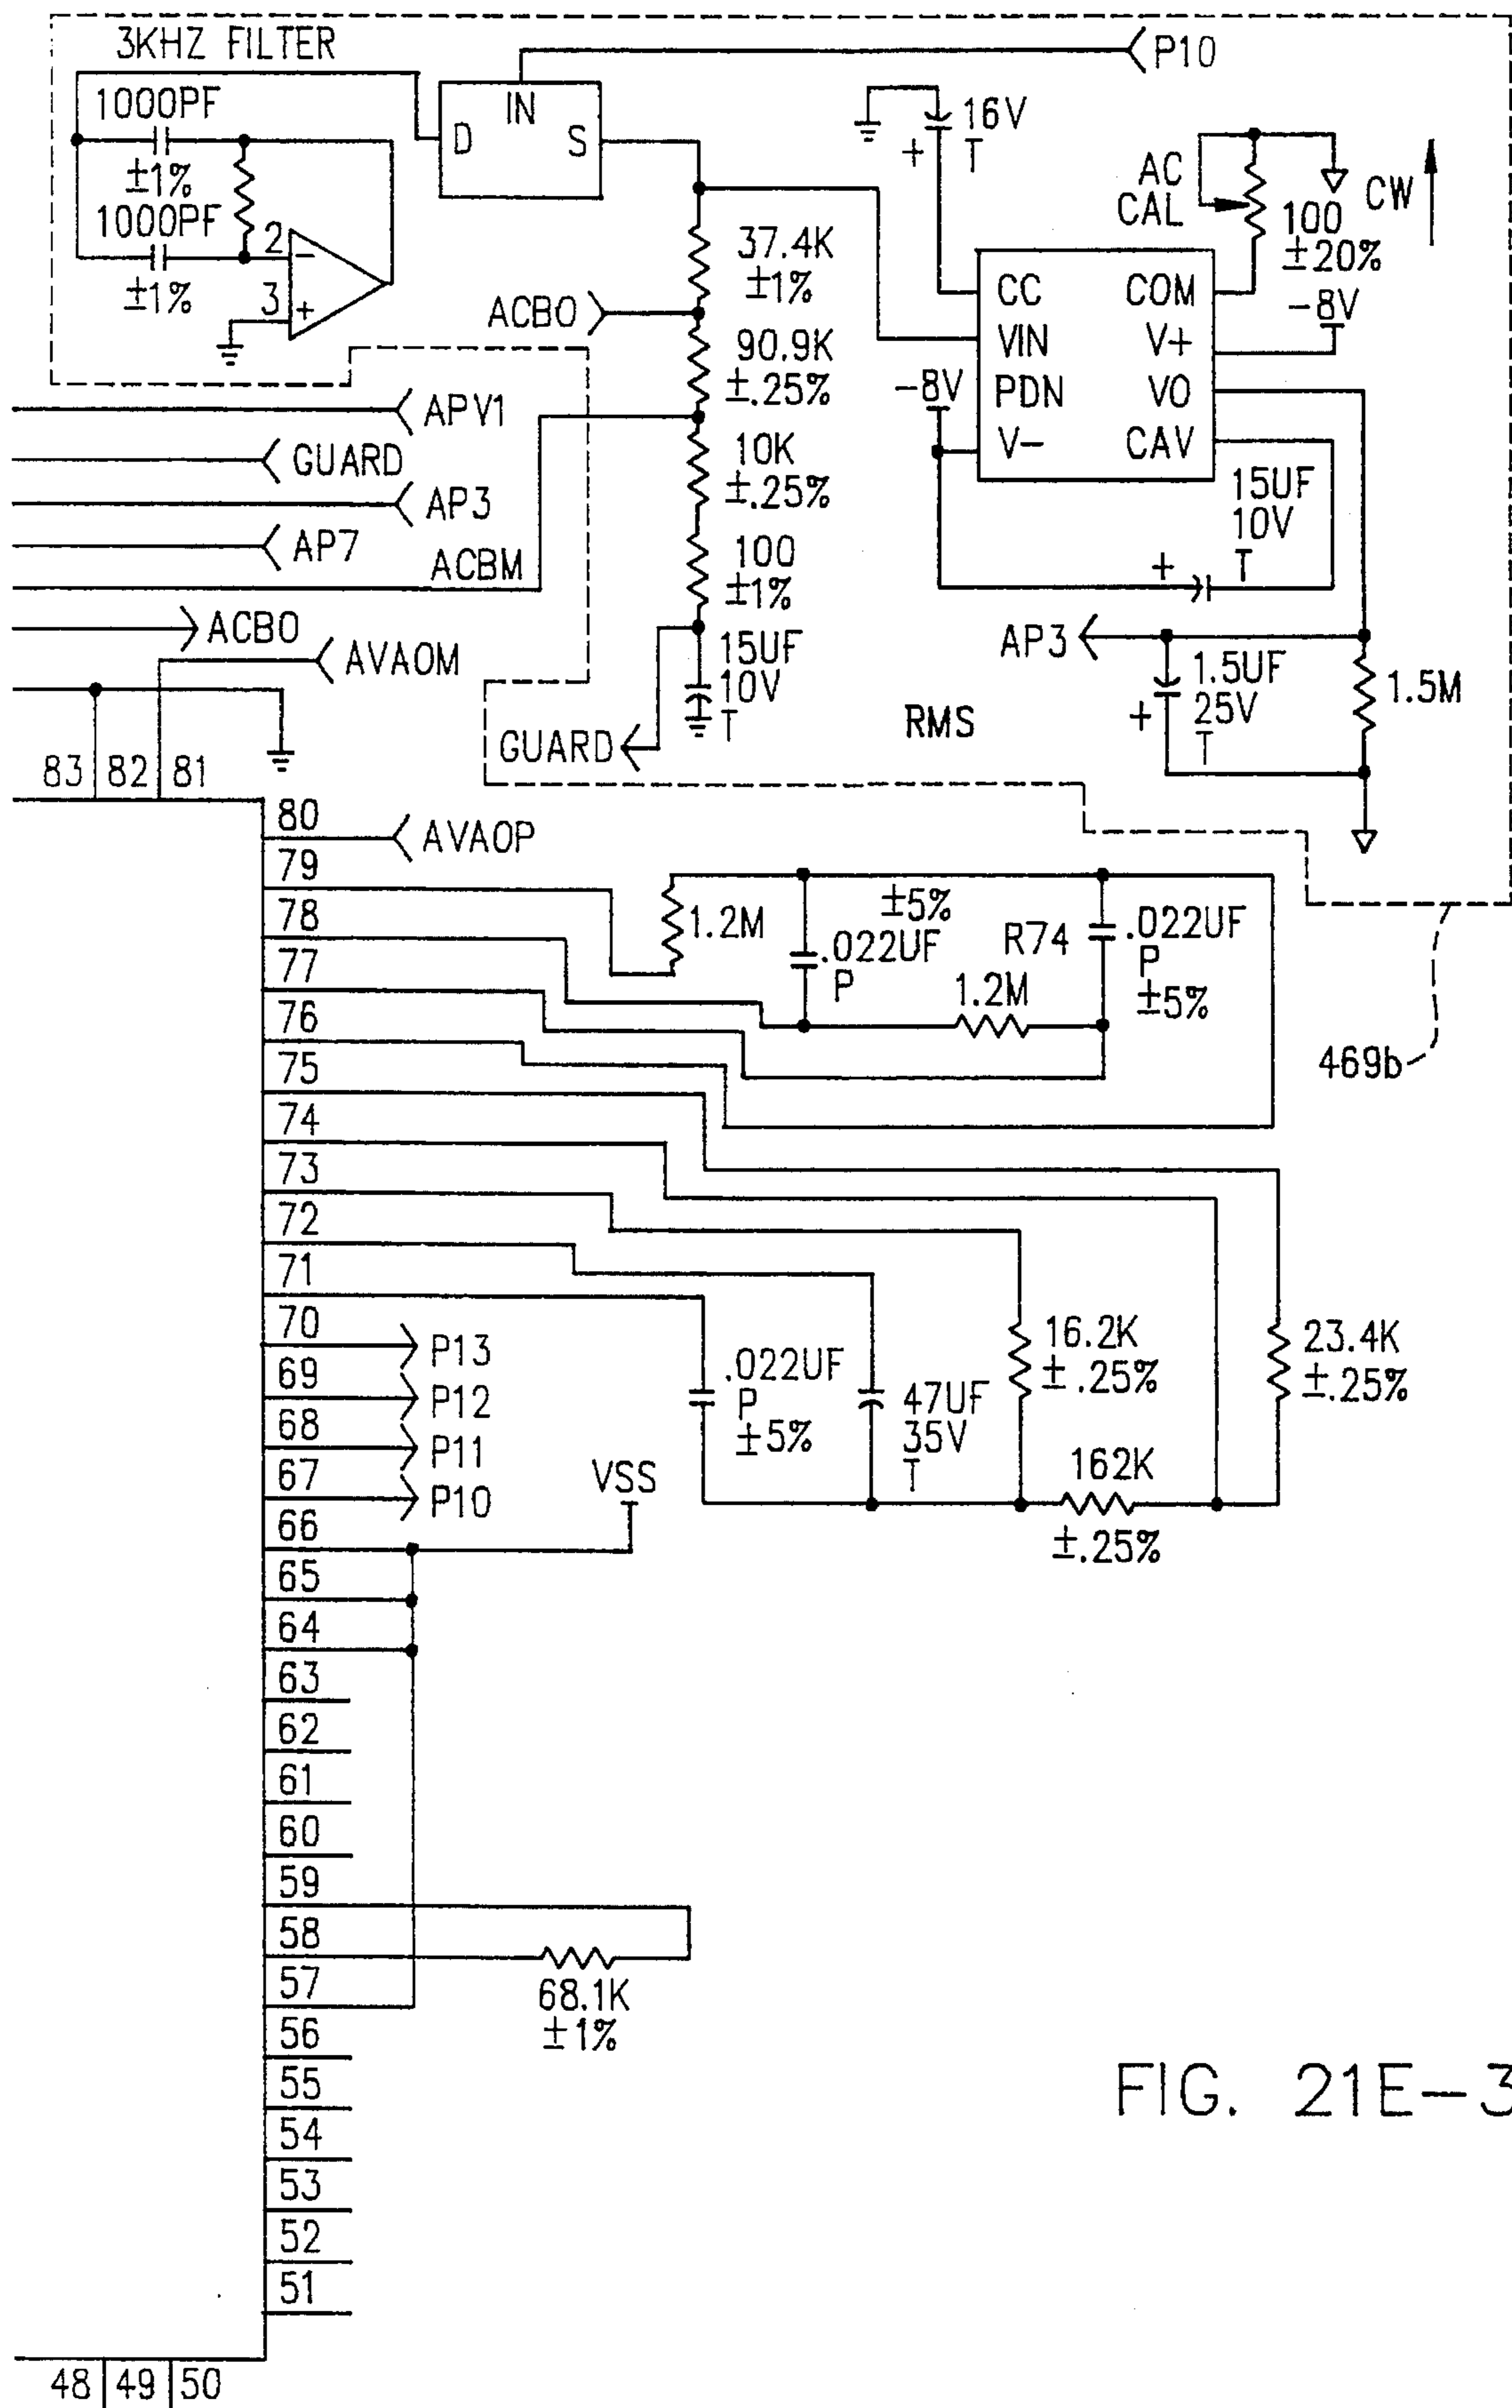 3KHZ FILTER
P10
1000PF
±1%
1000PF
±1%
2
-
3
+
D
IN
S
16V
+
T
AC
CAL
100
±20%
CW
37.4K
±1%
ACBO
90.9K
±.25%
10K
±.25%
100
±1%
15UF
10V
T
GUARD
-8V
CC
VIN
PDN
V-
COM
V+
VO
CAV
-8V
15UF
10V
T
+
AP3
1.5UF
25V
T
+
1.5M
RMS
APV1
GUARD
AP3
AP7
ACBM
ACBO
AVAOM
83
82
81
80
AVAOP
79
78
77
76
75
74
73
72
71
70
P13
69
P12
68
P11
67
P10
66
65
64
63
62
61
60
59
58
57
56
55
54
53
52
51
48
49
50
1.2M
±5%
.022UF
P
R74
1.2M
.022UF
P
±5%
469b
.022UF
P
±5%
47UF
35V
T
16.2K
±.25%
23.4K
±.25%
162K
±.25%
VSS
68.1K
±1%
FIG. 21E-3